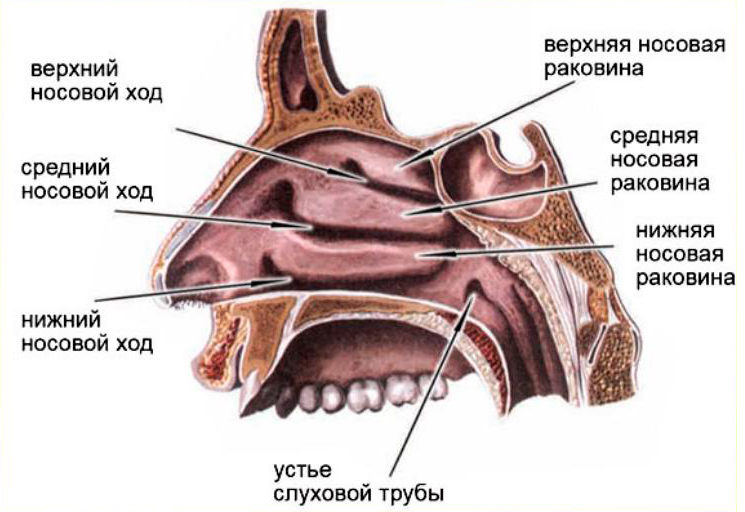 верхний
носовой ход
средний
носовой ход
нижний
носовой ход
верхняя носовая
раковина
средняя
носовая
раковина
нижняя
носовая
раковина
устье
слуховой трубы